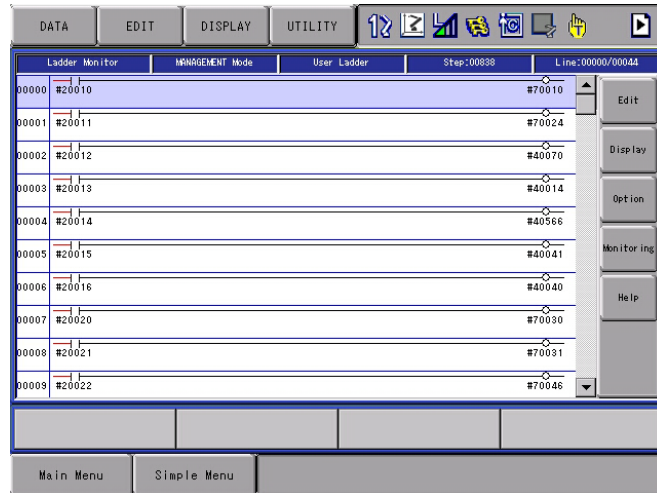 DATA EDIT DISPLAY UTILITY
Ladder Monitor MANAGEMENT Mode User Ladder Step:00838 Line:00000/00044
00000 #20010 #70010
Edit
00001 #20011 #70024
Display
00002 #20012 #40070
00003 #20013 #40014
Option
00004 #20014 #40566
Monitoring
00005 #20015 #40041
00006 #20016 #40040
Help
00007 #20020 #70030
00008 #20021 #70031
00009 #20022 #70046
Main Menu Simple Menu